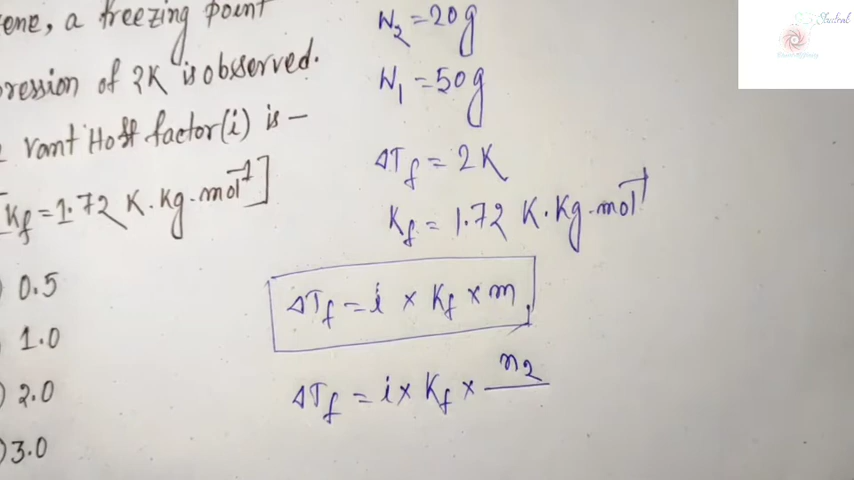 ene, a freezing point
ression of 2K is observed.
vant Hoff factor(i) is –
[Kf = 1.72 K.Kg.mol⁻¹]
) 0.5
1.0
) 2.0
) 3.0
W₂ = 20g
W₁ = 50g
ΔTf = 2K
Kf = 1.72 K.Kg.mol⁻¹
ΔTf = i × Kf × m
ΔTf = i × Kf × n₂
Student